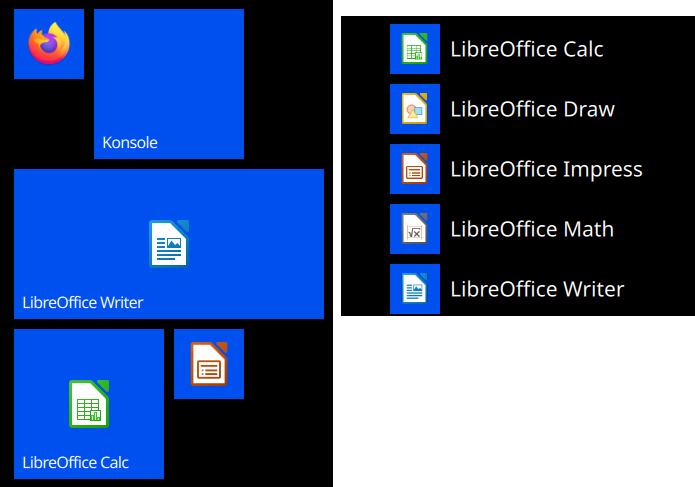 Konsole
LibreOffice Writer
LibreOffice Calc
LibreOffice Calc
LibreOffice Draw
LibreOffice Impress
LibreOffice Math
LibreOffice Writer